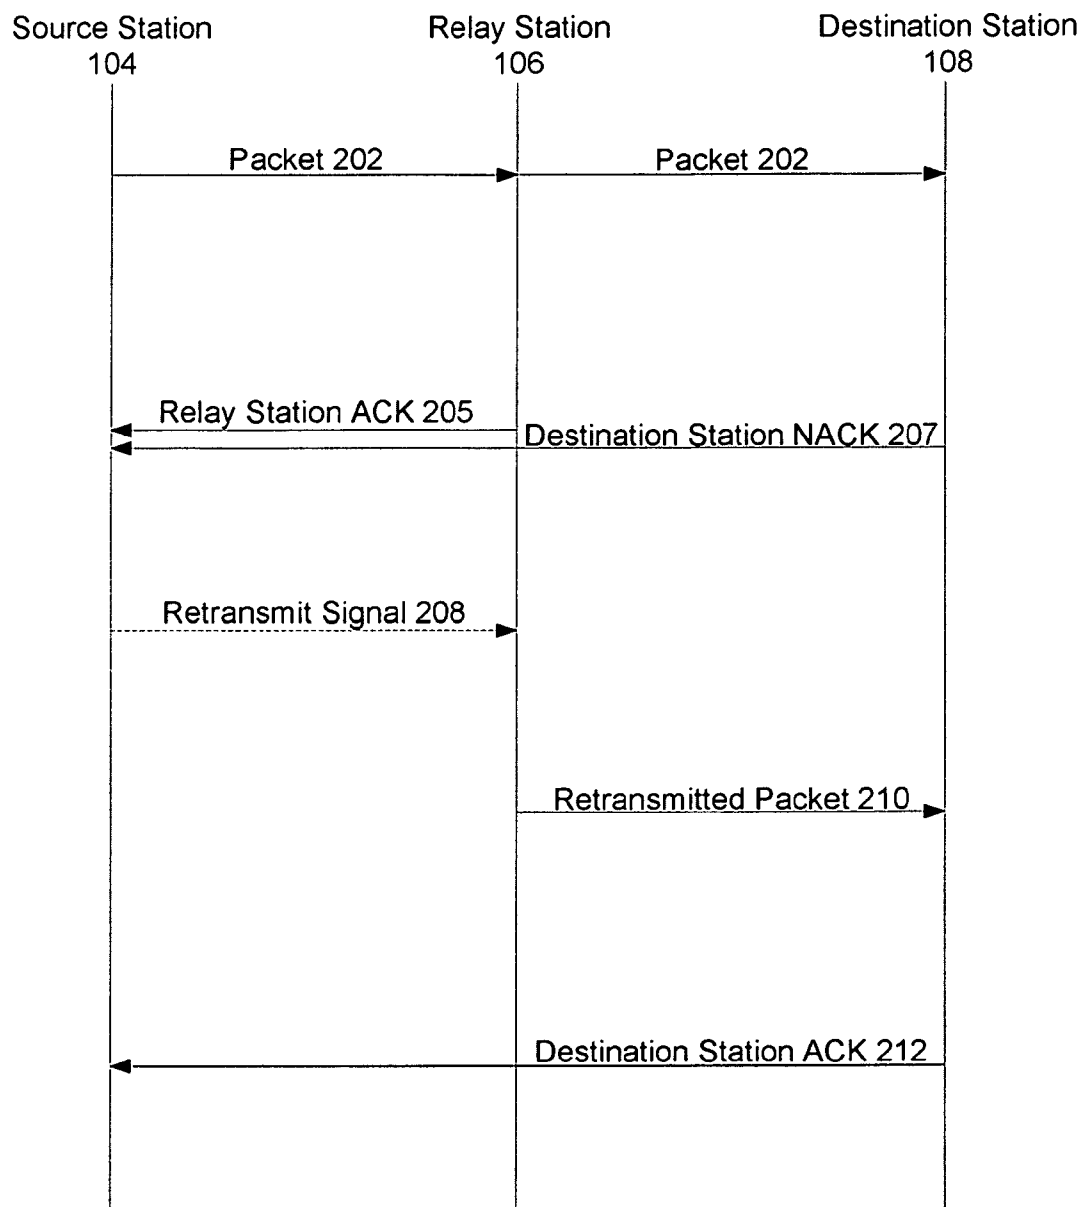 Source Station
104
Relay Station
106
Destination Station
108
Packet 202
Packet 202
Relay Station ACK 205
Destination Station NACK 207
Retransmit Signal 208
Retransmitted Packet 210
Destination Station ACK 212